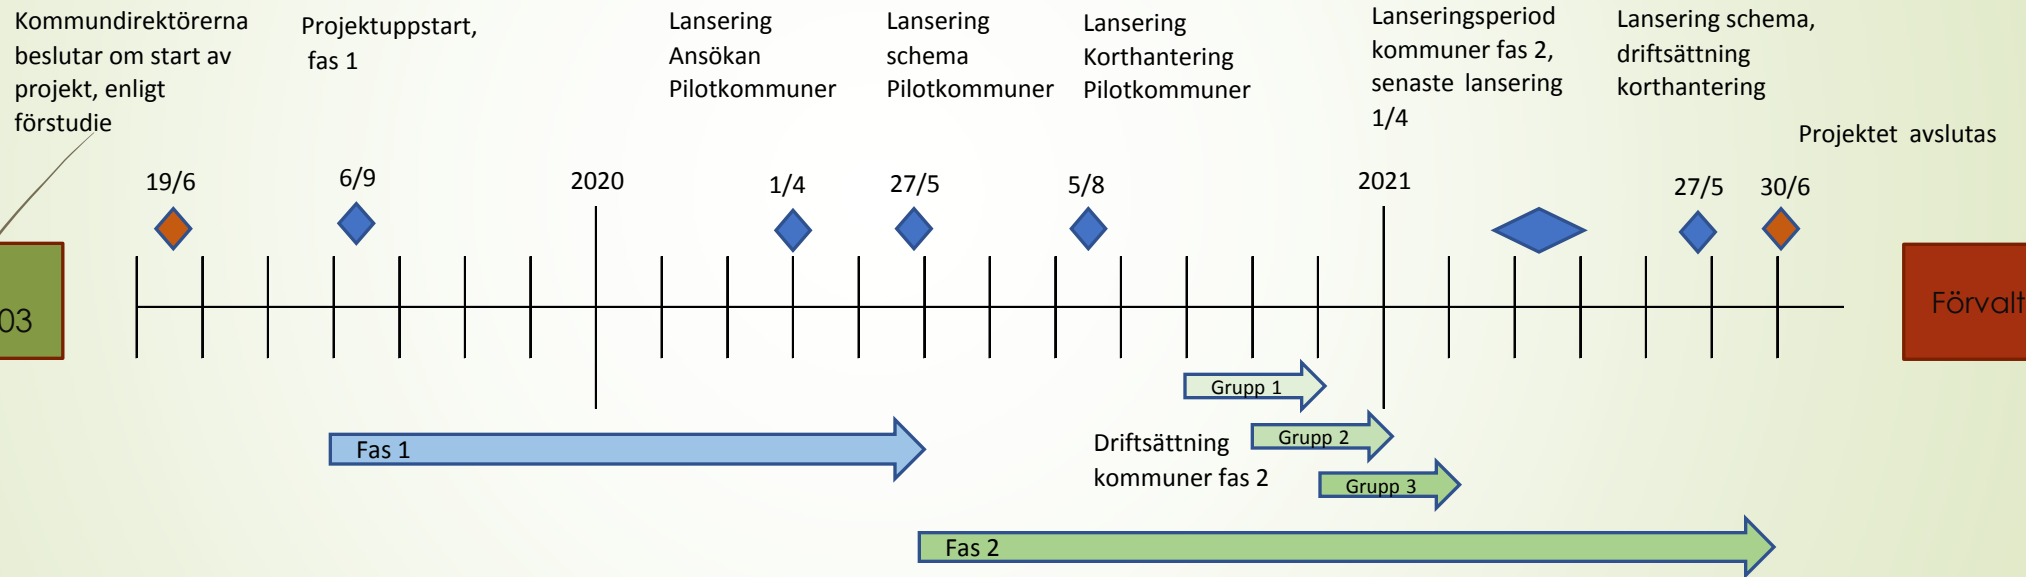 Kommundirektörerna
beslutar om start av
projekt, enligt
förstudie
Projektuppstart,
fas 1
Lansering
Ansökan
Pilotkommuner
Lansering
schema
Pilotkommuner
Lansering
Korthantering
Pilotkommuner
Lanseringsperiod
kommuner fas 2,
senaste lansering
1/4
Lansering schema,
driftsättning
korthantering
Projektet avslutas
19/6
6/9
2020
1/4
27/5
5/8
2021
27/5
30/6
03
Förvalt
Grupp 1
Grupp 2
Grupp 3
Driftsättning
kommuner fas 2
Fas 1
Fas 2